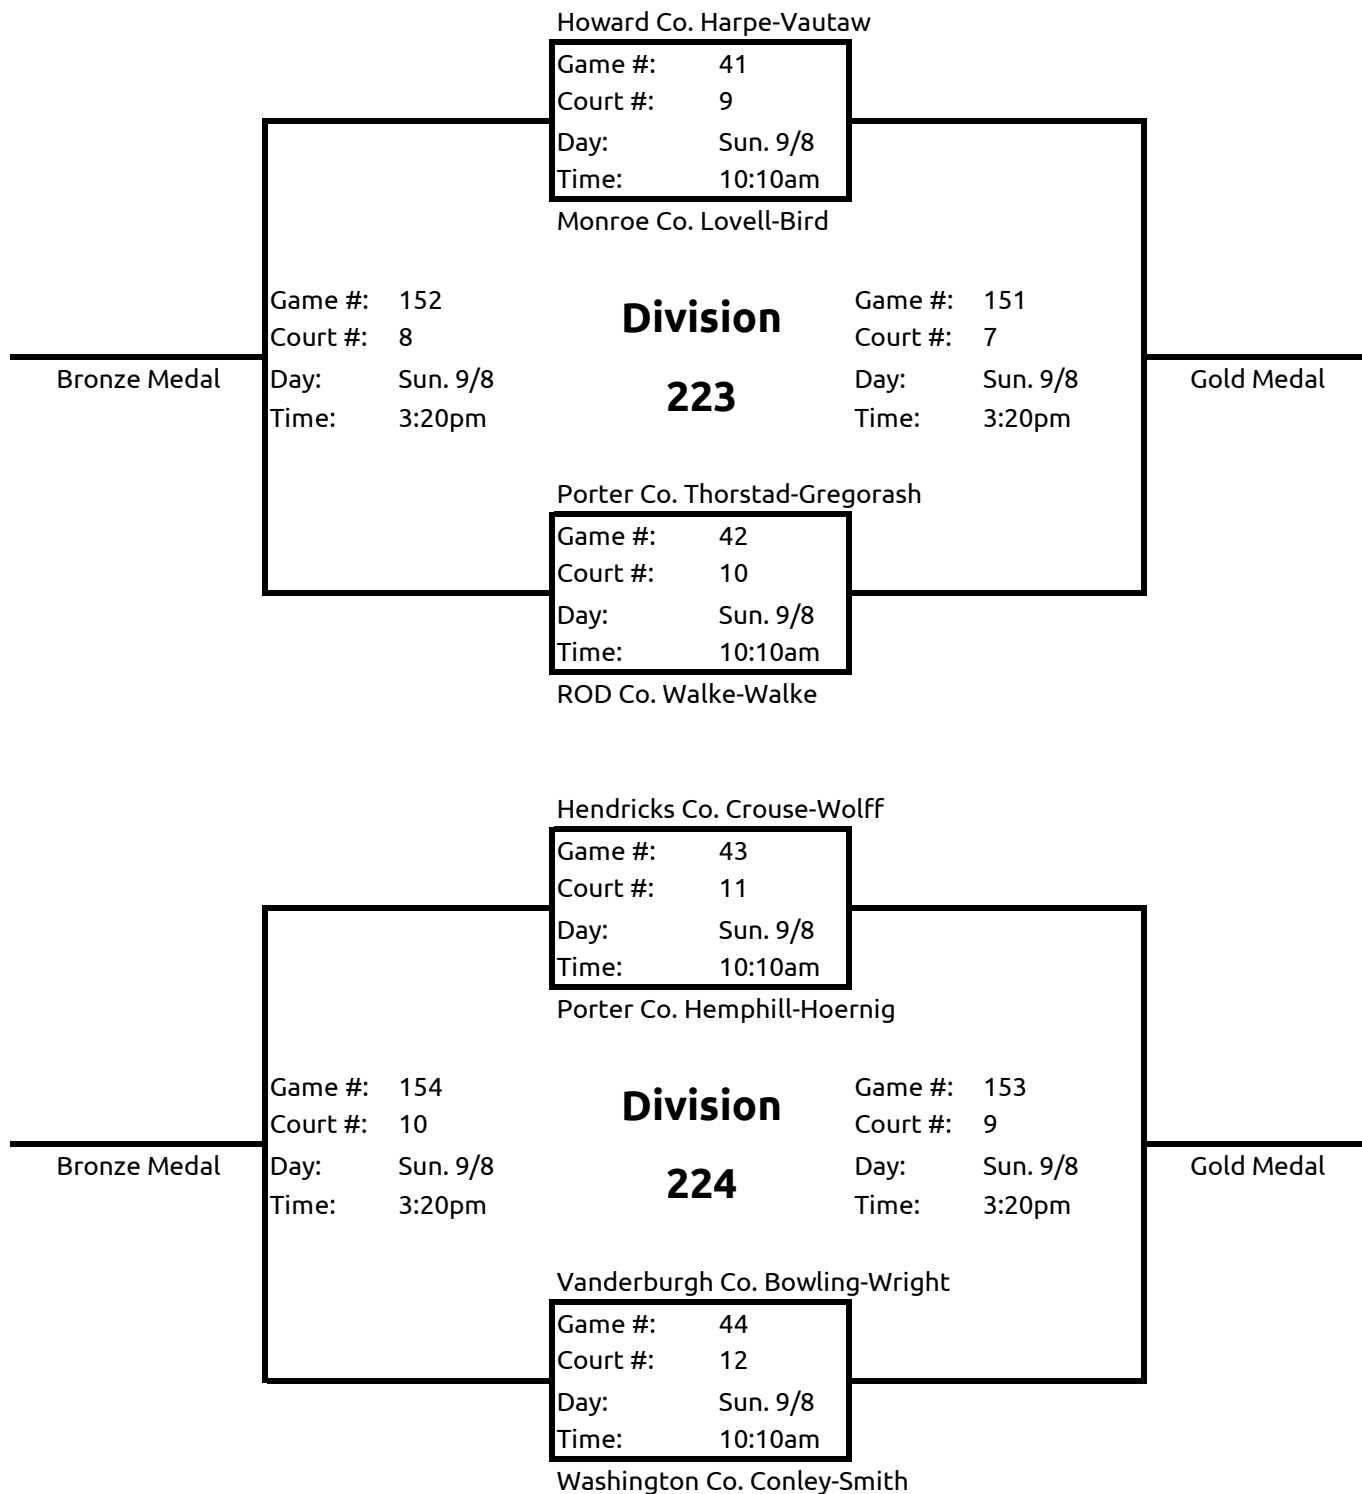 Howard Co. Harpe-Vautaw
Game #: 41
Court #: 9
Day: Sun. 9/8
Time: 10:10am
Monroe Co. Lovell-Bird
Game #: 152
Court #: 8
Day: Sun. 9/8
Time: 3:20pm
Bronze Medal
Division
223
Game #: 151
Court #: 7
Day: Sun. 9/8
Time: 3:20pm
Gold Medal
Porter Co. Thorstad-Gregorash
Game #: 42
Court #: 10
Day: Sun. 9/8
Time: 10:10am
ROD Co. Walke-Walke
Hendricks Co. Crouse-Wolff
Game #: 43
Court #: 11
Day: Sun. 9/8
Time: 10:10am
Porter Co. Hemphill-Hoernig
Game #: 154
Court #: 10
Day: Sun. 9/8
Time: 3:20pm
Bronze Medal
Division
224
Game #: 153
Court #: 9
Day: Sun. 9/8
Time: 3:20pm
Gold Medal
Vanderburgh Co. Bowling-Wright
Game #: 44
Court #: 12
Day: Sun. 9/8
Time: 10:10am
Washington Co. Conley-Smith